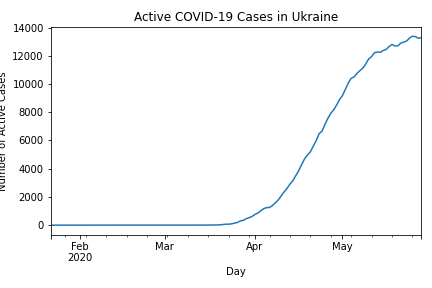 Active COVID-19 Cases in Ukraine
Number of Active Cases
14000
12000
10000
8000
6000
4000
2000
0
Feb
2020
Mar
Apr
May
Day